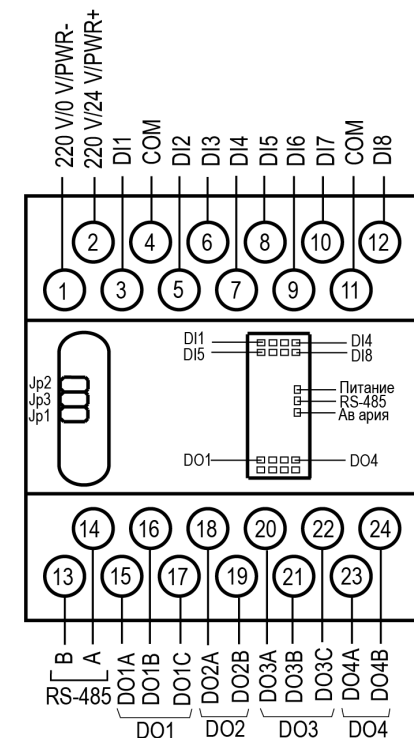 220 V/0 V/PWR-
220 V/24 V/PWR+
DI1
COM
DI2
DI3
DI4
DI5
DI6
DI7
COM
DI8
2 4 6 8 10 12
1 3 5 7 9 11
DI1 DI4
DI5 DI8
Jp2
Jp3
Jp1
Питание
RS-485
Ав ария
DO1 DO4
14 16 18 20 22 24
13 15 17 19 21 23
B
A
DO1A
DO1B
DO1C
DO2A
DO2B
DO3A
DO3B
DO3C
DO4A
DO4B
RS-485
DO1 DO2 DO3 DO4